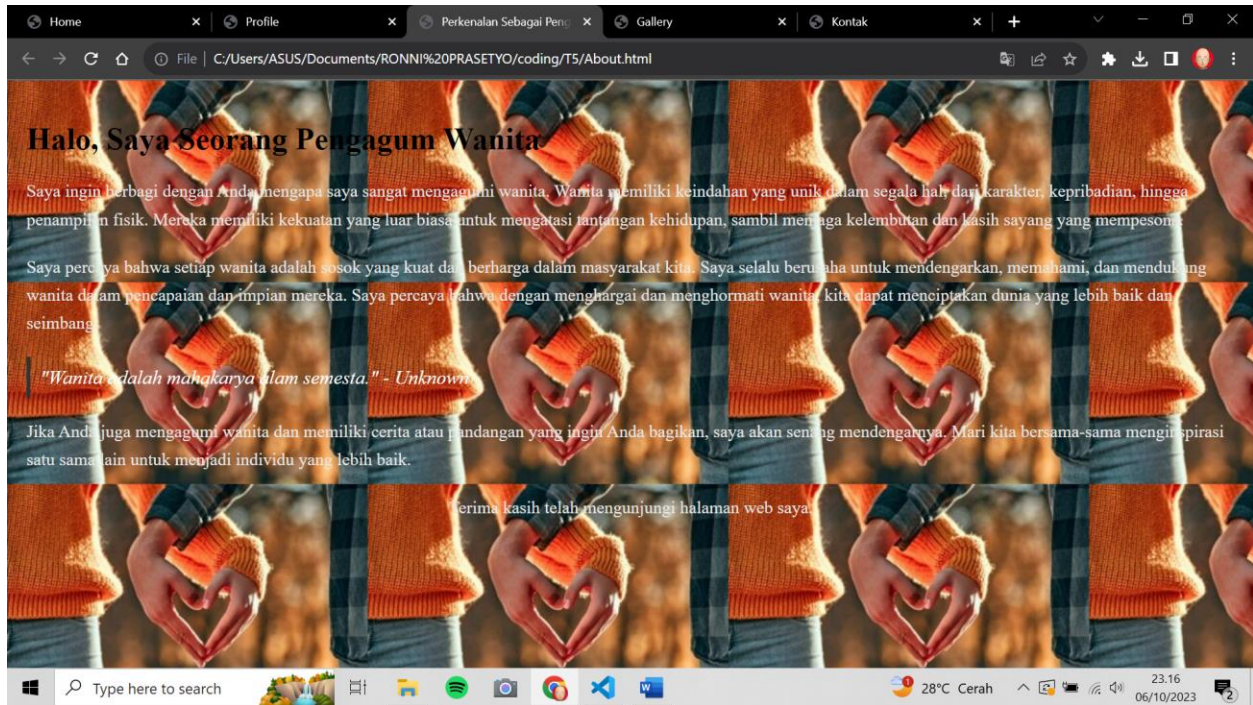 Home
Profile
Perkenalan Sebagai Peng
Gallery
Kontak
File
C:/Users/ASUS/Documents/RONNI%20PRASETYO/coding/T5/About.html
Halo, Saya Seorang Pengagum Wanita
Saya ingin berbagi dengan Anda mengapa saya sangat mengagumi wanita. Wanita memiliki keindahan yang unik dalam segala hal, dari karakter, kepribadian, hingga
penampilan fisik. Mereka memiliki kekuatan yang luar biasa untuk mengatasi tantangan kehidupan, sambil menjaga kelembutan dan kasih sayang yang mempesona.
Saya percaya bahwa setiap wanita adalah sosok yang kuat dan berharga dalam masyarakat kita. Saya selalu berusaha untuk mendengarkan, memahami, dan mendukung
wanita dalam pencapaian dan impian mereka. Saya percaya bahwa dengan menghargai dan menghormati wanita, kita dapat menciptakan dunia yang lebih baik dan
seimbang.
"Wanita adalah mahakarya alam semesta." - Unknown
Jika Anda juga mengagumi wanita dan memiliki cerita atau pandangan yang ingin Anda bagikan, saya akan senang mendengarnya. Mari kita bersama-sama menginspirasi
satu sama lain untuk menjadi individu yang lebih baik.
Terima kasih telah mengunjungi halaman web saya.
Type here to search
28°C Cerah
23.16
06/10/2023
2